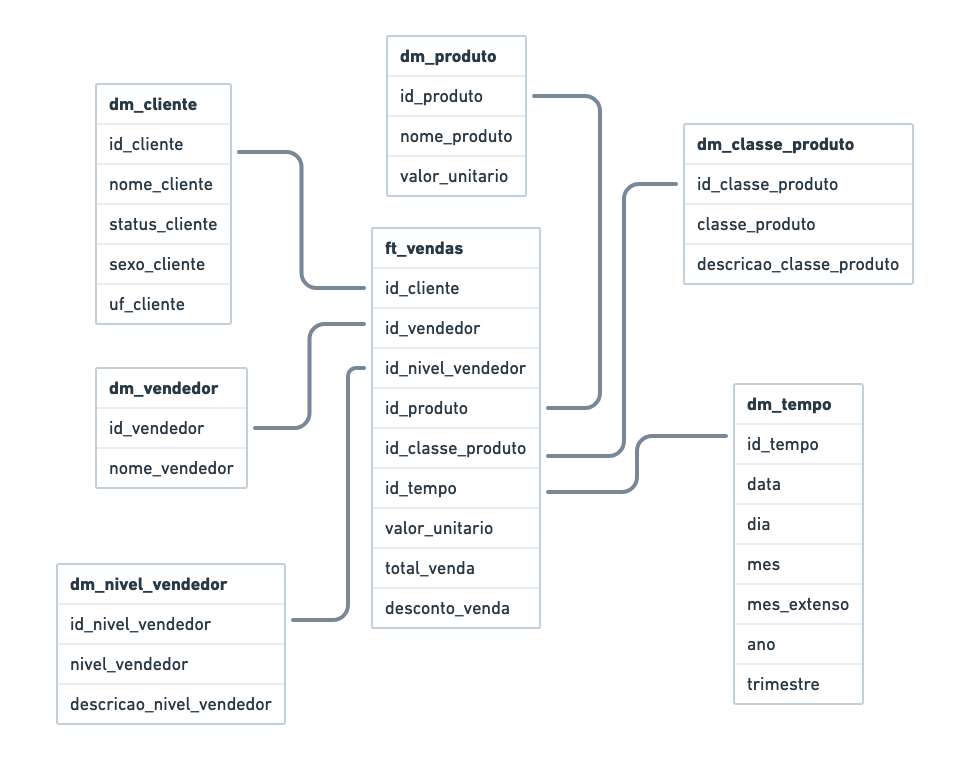 dm_produto
id_produto
nome_produto
valor_unitario
dm_cliente
id_cliente
nome_cliente
status_cliente
sexo_cliente
uf_cliente
dm_classe_produto
id_classe_produto
classe_produto
descricao_classe_produto
ft_vendas
id_cliente
id_vendedor
id_nivel_vendedor
id_produto
id_classe_produto
id_tempo
valor_unitario
total_venda
desconto_venda
dm_vendedor
id_vendedor
nome_vendedor
dm_tempo
id_tempo
data
dia
mes
mes_extenso
ano
trimestre
dm_nivel_vendedor
id_nivel_vendedor
nivel_vendedor
descricao_nivel_vendedor